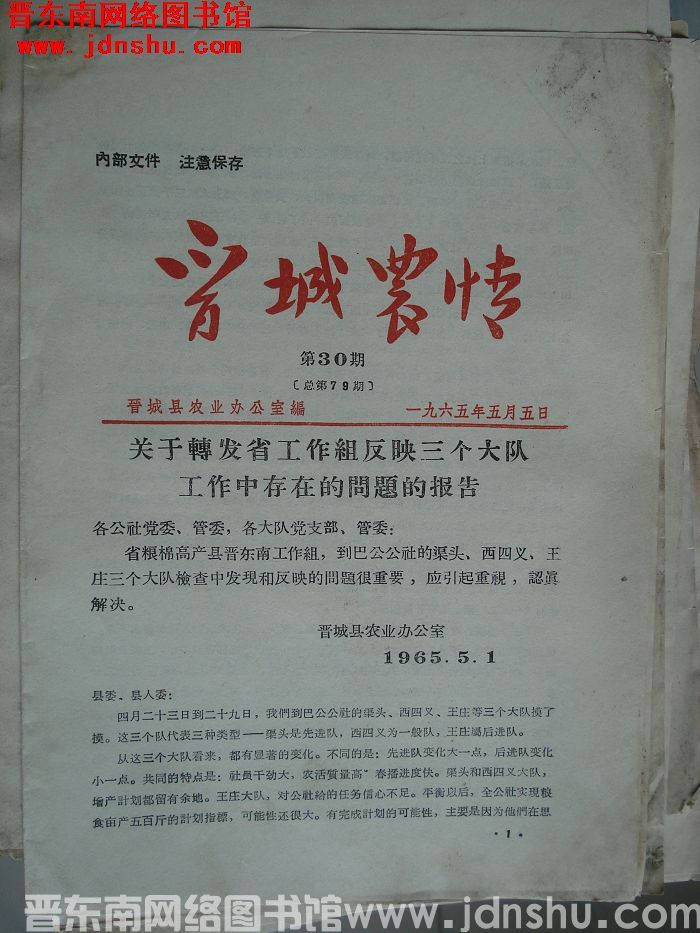 晋东南网络图书馆
www.jdnshu.com
內部文件 注意保存
晋城農情
第30期
〔总第79期〕
晋城县农业办公室編 一九六五年五月五日
关于轉发省工作組反映三个大队
工作中存在的問題的报告
各公社党委、管委，各大队党支部、管委：
省粮棉高产县晋东南工作組，到巴公公社的渠头、西四义、王
庄三个大队檢查中发現和反映的問題很重要，应引起重視，認眞
解决。
晋城县农业办公室
1965.5.1
县委、县人委：
四月二十三日到二十九日，我們到巴公公社的渠头、西四义、王庄等三个大队摸了
摸。这三个队代表三种类型——渠头是先进队，西四义为一般队，王庄屬后进队。
从这三个大队看来，都有显著的变化。不同的是：先进队变化大一点，后进队变化
小一点。共同的特点是：社員干劲大，农活質量高”春播进度快。渠头和西四义大队，
增产計划都留有余地。王庄大队，对公社給的任务信心不足。平衡以后，全公社实現粮
食亩产五百斤的計划指標，可能性还很大。有完成計划的可能性，主要是因为他們在思
·1·
晋东南网络图书馆 www.jdnshu.com